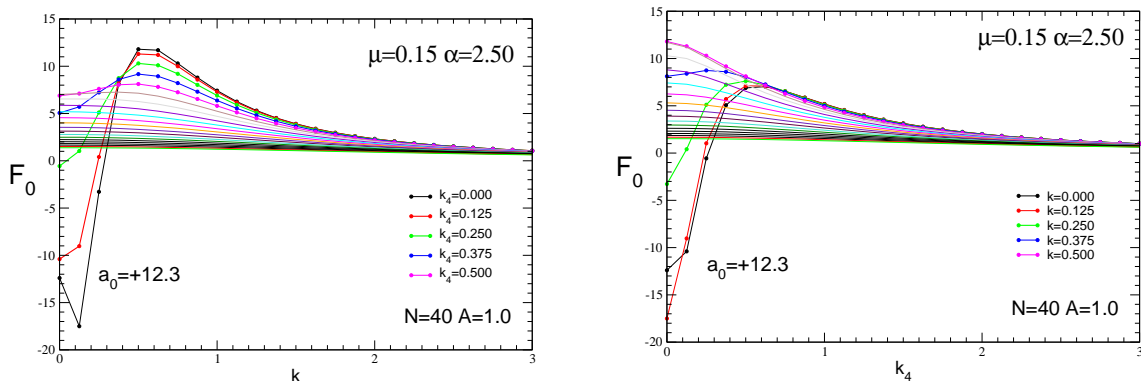 15
10
5
0
-5
-10
-15
-20
F0
μ=0.15 α=2.50
k4=0.000
k4=0.125
k4=0.250
k4=0.375
k4=0.500
a0=+12.3
N=40 A=1.0
0
1
2
3
k
15
10
5
0
-5
-10
-15
-20
F0
μ=0.15 α=2.50
k=0.000
k=0.125
k=0.250
k=0.375
k=0.500
a0=+12.3
N=40 A=1.0
0
1
2
3
k4